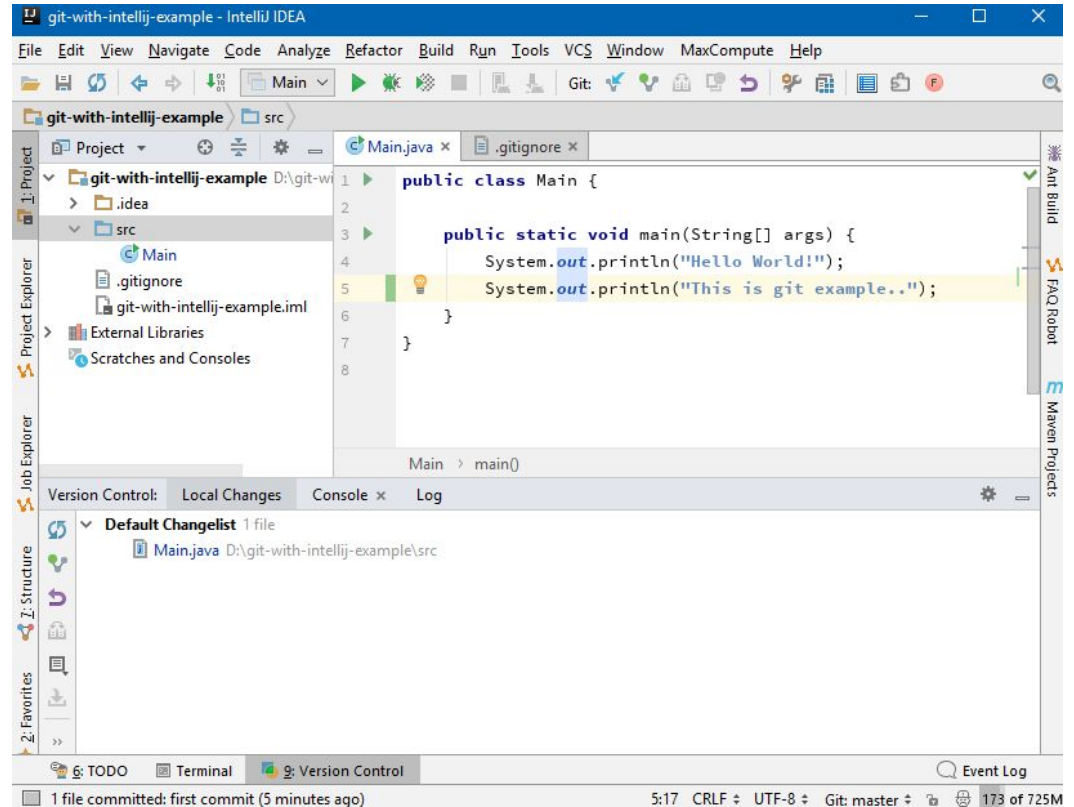 git-with-intellij-example - IntelliJ IDEA
File Edit View Navigate Code Analyze Refactor Build Run Tools VCS Window MaxCompute Help
Main Git: F
git-with-intellij-example src
1: Project
Project Explorer
Job Explorer
Z: Structure
2: Favorites
Project
git-with-intellij-example D:\git-wi
.idea
src
Main
.gitignore
git-with-intellij-example.iml
External Libraries
Scratches and Consoles
Main.java .gitignore
1 public class Main {
2
3 public static void main(String[] args) {
4 System.out.println("Hello World!");
5 System.out.println("This is git example..");
6 }
7 }
8
Main > main()
Ant Build
FAQ Robot
Maven Projects
Version Control: Local Changes Console Log
Default Changelist 1 file
Main.java D:\git-with-intellij-example\src
6: TODO Terminal 9: Version Control Event Log
1 file committed: first commit (5 minutes ago) 5:17 CRLF UTF-8 Git: master 173 of 725M